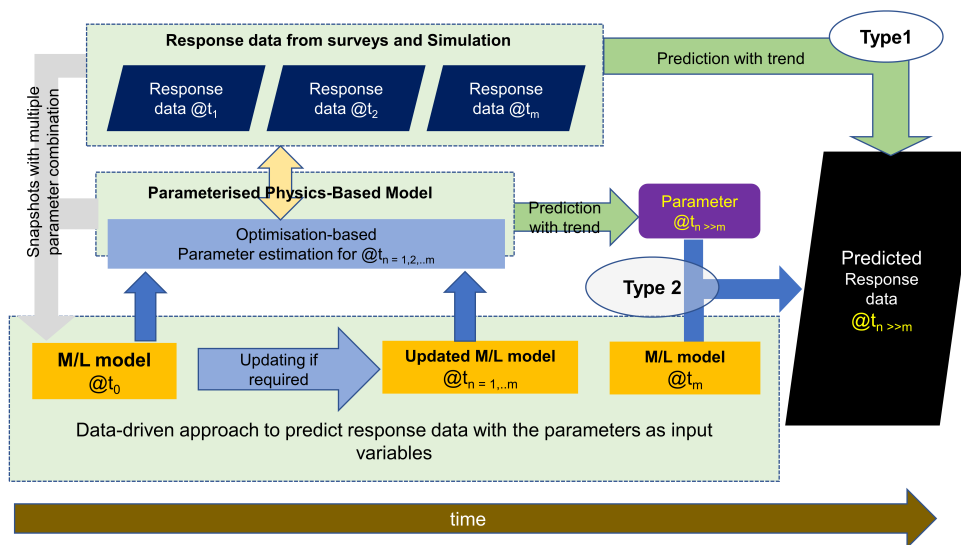 Response data from surveys and Simulation
Type1
Prediction with trend
Response
data @t1
Response
data @t2
Response
data @tm
Snapshots with multiple
parameter combination
Parameterised Physics-Based Model
Optimisation-based
Parameter estimation for @tn = 1,2,..m
Prediction
with trend
Parameter
@tn >>m
Type 2
Predicted
Response
data
@tn >>m
M/L model
@t0
Updating if
required
Updated M/L model
@tn = 1,..m
M/L model
@tm
Data-driven approach to predict response data with the parameters as input
variables
time